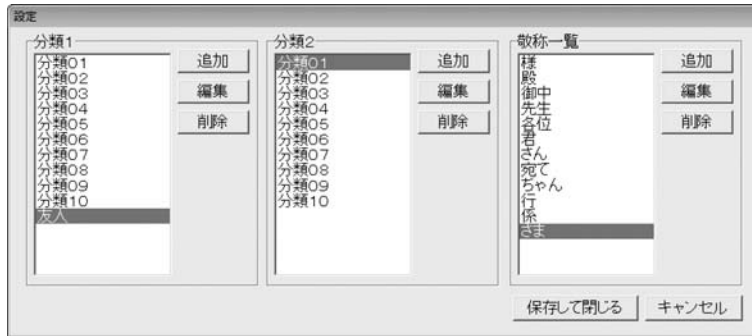 設定
分類1
分類01
分類02
分類03
分類04
分類05
分類06
分類07
分類08
分類09
分類10
友人
追加
編集
削除
分類2
分類01
分類02
分類03
分類04
分類05
分類06
分類07
分類08
分類09
分類10
追加
編集
削除
敬称一覧
様
殿
御中
先生
各位
君
さん
宛て
ちゃん
行
係
さま
追加
編集
削除
保存して閉じる
キャンセル